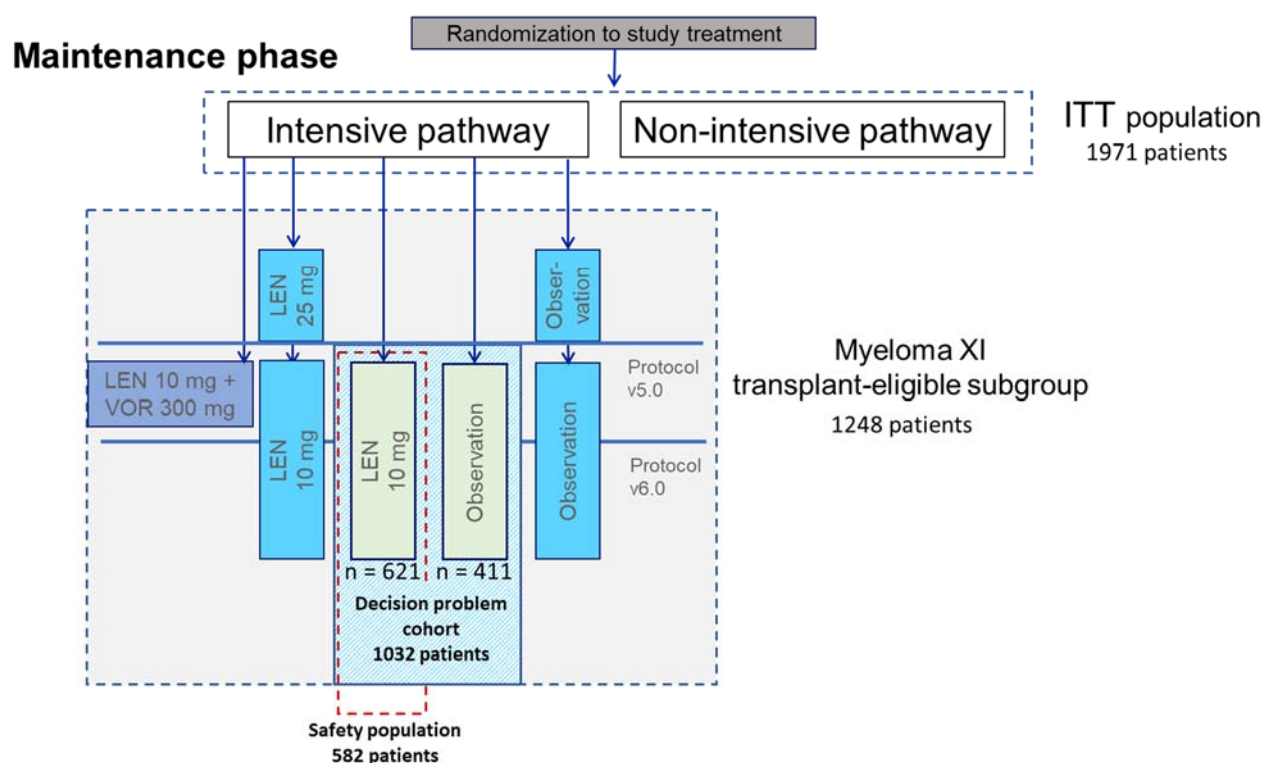 Randomization to study treatment
Maintenance phase
Intensive pathway
Non-intensive pathway
ITT population
1971 patients
LEN
25 mg
Obser-
vation
LEN 10 mg +
VOR 300 mg
LEN
10 mg
LEN
10 mg
Observation
Observation
Protocol
v5.0
Protocol
v6.0
Myeloma XI
transplant-eligible subgroup
1248 patients
n = 621
n = 411
Decision problem
cohort
1032 patients
Safety population
582 patients